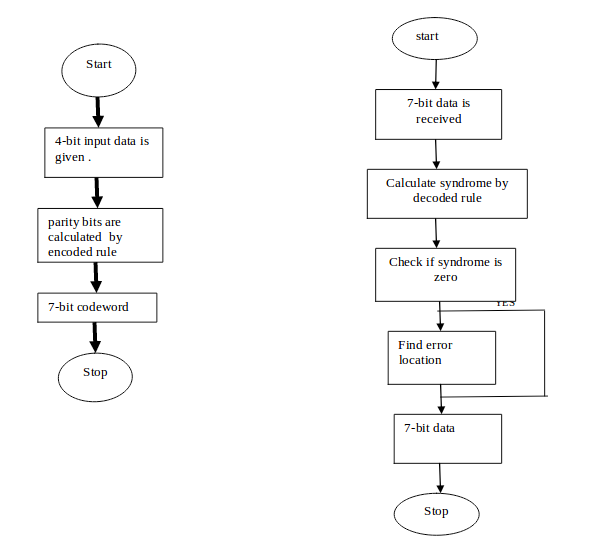 Start
4-bit input data is
given .
parity bits are
calculated by
encoded rule
7-bit codeword
Stop
start
7-bit data is
received
Calculate syndrome by
decoded rule
Check if syndrome is
zero
YES
Find error
location
7-bit data
Stop